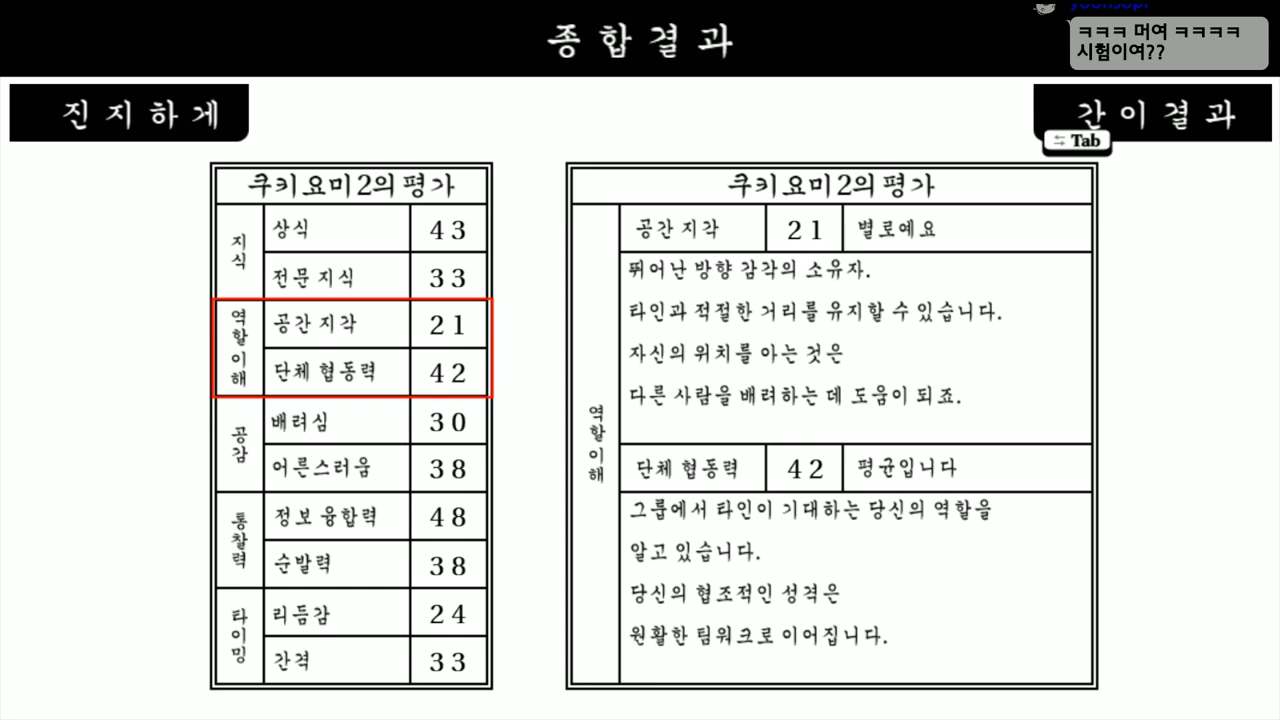 종합결과
ㅋㅋㅋ 머여 ㅋㅋㅋㅋ
시험이여??
진지하게
간이결과
Tab
쿠키요미2의 평가
지식
상식 43
전문 지식 33
역할이해
공간 지각 21
단체 협동력 42
공감
배려심 30
어른스러움 38
통찰력
정보 융합력 48
순발력 38
타이밍
리듬감 24
간격 33
쿠키요미2의 평가
역할이해
공간 지각 21 별로예요
뛰어난 방향 감각의 소유자.
타인과 적절한 거리를 유지할 수 있습니다.
자신의 위치를 아는 것은
다른 사람을 배려하는 데 도움이 되죠.
단체 협동력 42 평균입니다
그룹에서 타인이 기대하는 당신의 역할을
알고 있습니다.
당신의 협조적인 성격은
원활한 팀워크로 이어집니다.